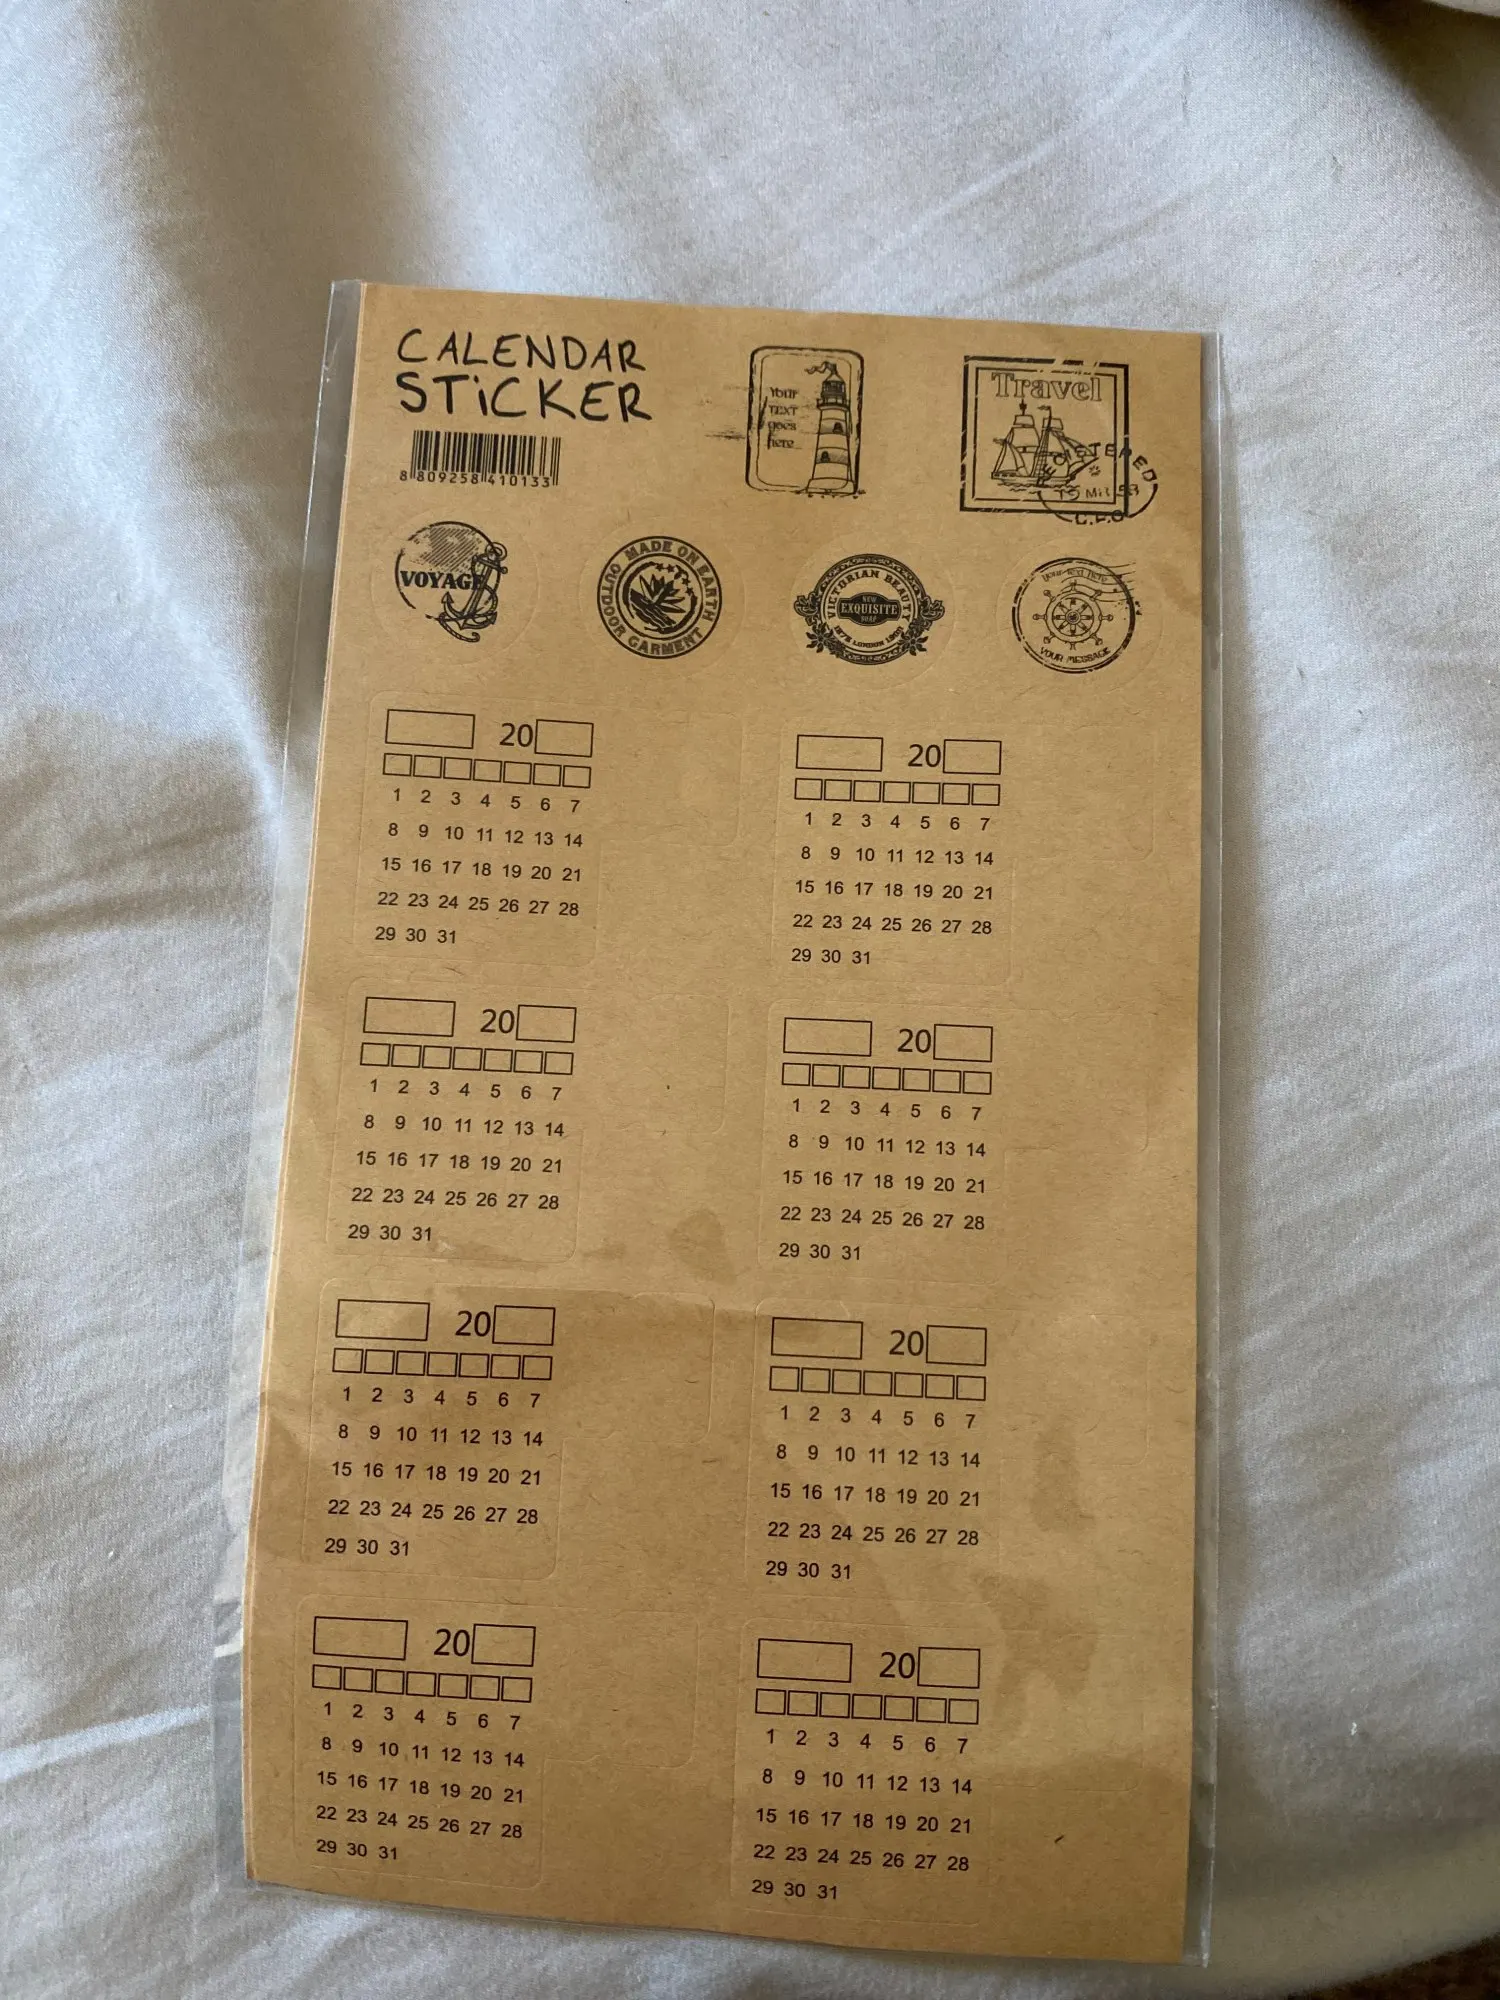 CALENDAR
STiCKER
8 809258 410133
YOUR
TEXT
goes
here
Travel
C.P.O
VOYAGE
MADE ON EARTH
OUTDOOR GARMENT
VICTORIAN BEAUTY
NEW
EXQUISITE
SOAP
your text here
YOUR MESSAGE
20
1 2 3 4 5 6 7
8 9 10 11 12 13 14
15 16 17 18 19 20 21
22 23 24 25 26 27 28
29 30 31
20
1 2 3 4 5 6 7
8 9 10 11 12 13 14
15 16 17 18 19 20 21
22 23 24 25 26 27 28
29 30 31
20
1 2 3 4 5 6 7
8 9 10 11 12 13 14
15 16 17 18 19 20 21
22 23 24 25 26 27 28
29 30 31
20
1 2 3 4 5 6 7
8 9 10 11 12 13 14
15 16 17 18 19 20 21
22 23 24 25 26 27 28
29 30 31
20
1 2 3 4 5 6 7
8 9 10 11 12 13 14
15 16 17 18 19 20 21
22 23 24 25 26 27 28
29 30 31
20
1 2 3 4 5 6 7
8 9 10 11 12 13 14
15 16 17 18 19 20 21
22 23 24 25 26 27 28
29 30 31
20
1 2 3 4 5 6 7
8 9 10 11 12 13 14
15 16 17 18 19 20 21
22 23 24 25 26 27 28
29 30 31
20
1 2 3 4 5 6 7
8 9 10 11 12 13 14
15 16 17 18 19 20 21
22 23 24 25 26 27 28
29 30 31